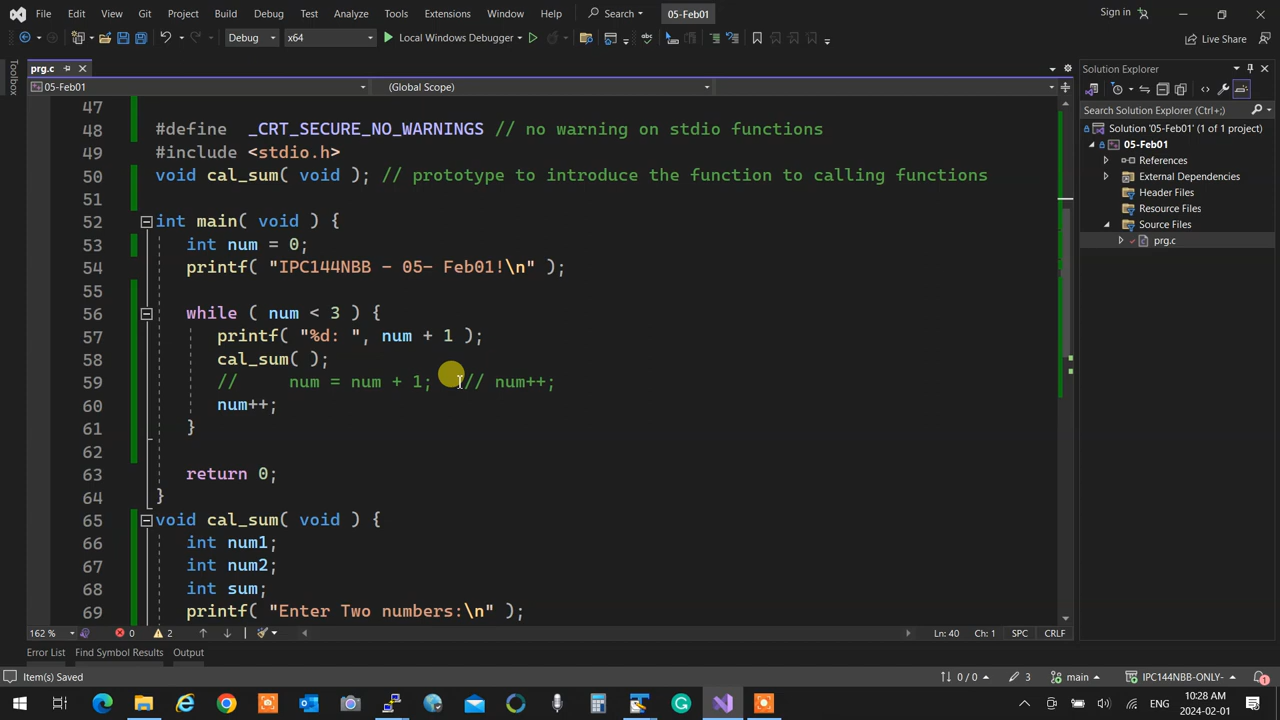 File Edit View Git Project Build Debug Test Analyze Tools Extensions Window Help Search 05-Feb01 Sign in
Debug x64 Local Windows Debugger Live Share
prg.c
05-Feb01 (Global Scope)
Toolbox
47
48 #define _CRT_SECURE_NO_WARNINGS // no warning on stdio functions
49 #include <stdio.h>
50 void cal_sum( void ); // prototype to introduce the function to calling functions
51
52 int main( void ) {
53 int num = 0;
54 printf( "IPC144NBB - 05- Feb01!\n" );
55
56 while ( num < 3 ) {
57 printf( "%d: ", num + 1 );
58 cal_sum( );
59 // num = num + 1; // num++;
60 num++;
61 }
62
63 return 0;
64 }
65 void cal_sum( void ) {
66 int num1;
67 int num2;
68 int sum;
69 printf( "Enter Two numbers:\n" );
162 % 0 2 Ln: 40 Ch: 1 SPC CRLF
Solution Explorer
Search Solution Explorer (Ctrl+;)
Solution '05-Feb01' (1 of 1 project)
05-Feb01
References
External Dependencies
Header Files
Resource Files
Source Files
prg.c
Error List Find Symbol Results Output
Item(s) Saved 0 / 0 3 main IPC144NBB-ONLY- 1
ENG 10:28 AM
2024-02-01